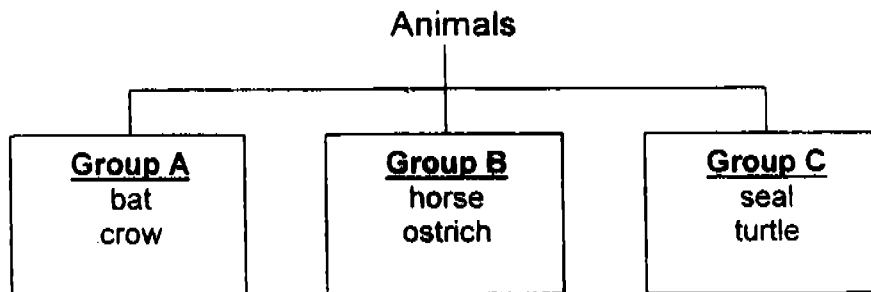 Animals
Group A
bat
crow
Group B
horse
ostrich
Group C
seal
turtle